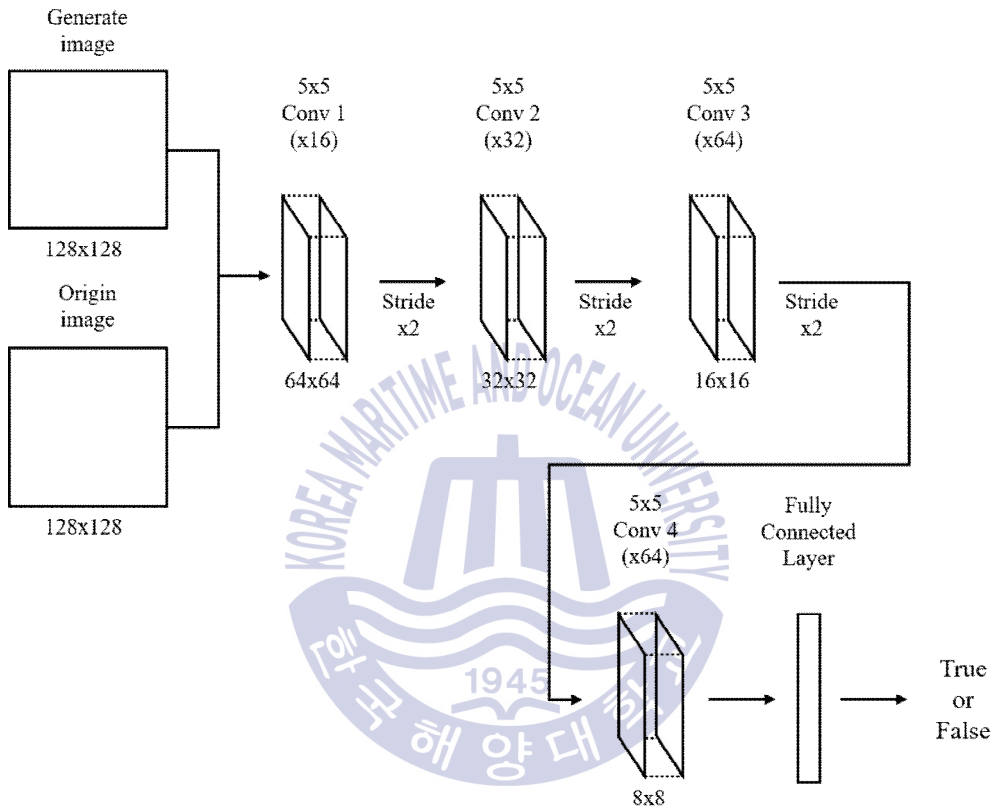 Generate
image
128x128
Origin
image
128x128
5x5
Conv 1
(x16)
64x64
Stride
x2
5x5
Conv 2
(x32)
32x32
Stride
x2
5x5
Conv 3
(x64)
16x16
Stride
x2
5x5
Conv 4
(x64)
8x8
Fully
Connected
Layer
True
or
False
KOREA MARITIME AND OCEAN UNIVERSITY
1945
한국해양대학교